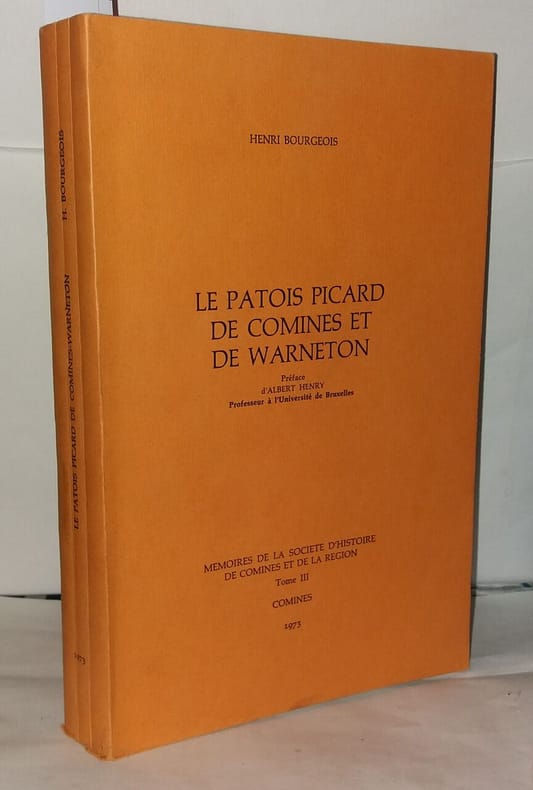 HENRI BOURGEOIS
LE PATOIS PICARD
DE COMINES ET
DE WARNETON
Préface
d'ALBERT HENRY
Professeur à l'Université de Bruxelles
MEMOIRES DE LA SOCIETE D'HISTOIRE
DE COMINES ET DE LA REGION
Tome III
COMINES
1973
H. BOURGEOIS
LE PATOIS PICARD DE COMINES-WARNETON
1973